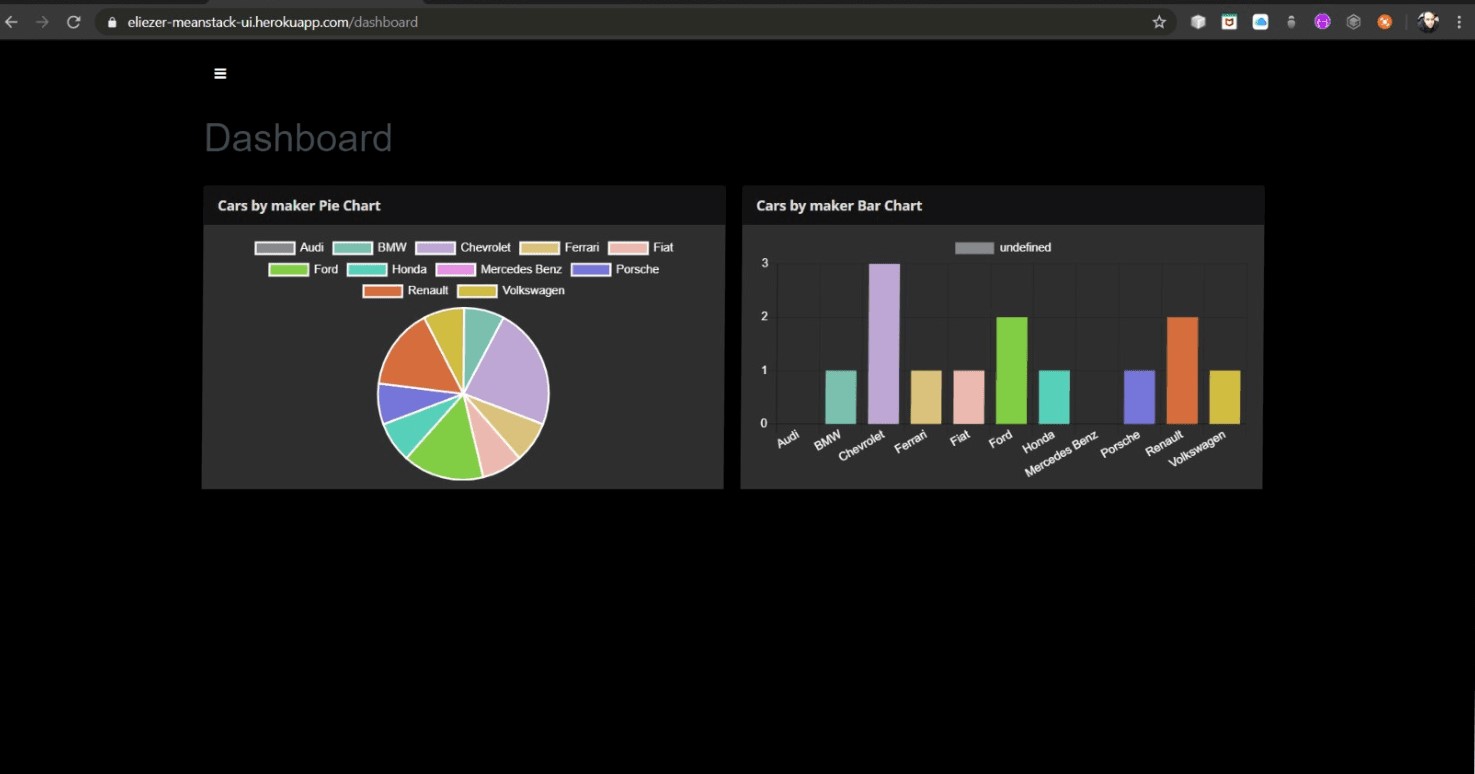 eliezer-meanstack-ui.herokuapp.com/dashboard
Dashboard
Cars by maker Pie Chart
Audi BMW Chevrolet Ferrari Fiat
Ford Honda Mercedes Benz Porsche
Renault Volkswagen
Cars by maker Bar Chart
undefined
3
2
1
0
Audi BMW Chevrolet Ferrari Fiat Ford Honda Mercedes Benz Porsche Renault Volkswagen